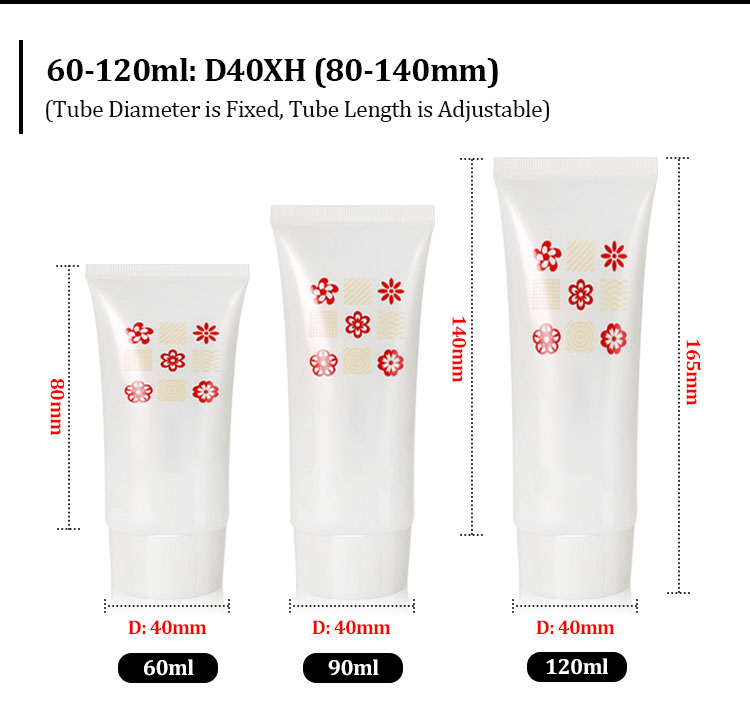 60-120ml: D40XH (80-140mm)
(Tube Diameter is Fixed, Tube Length is Adjustable)
80mm
140mm
165mm
D: 40mm
D: 40mm
D: 40mm
60ml
90ml
120ml